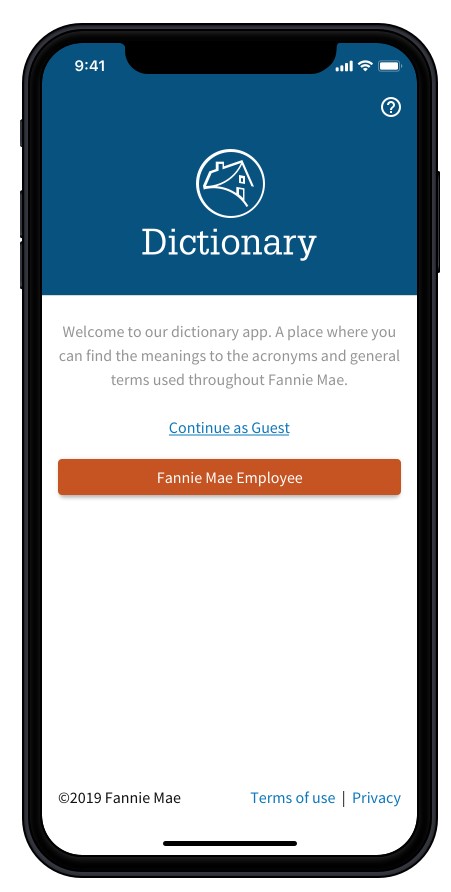 9:41
Dictionary
Welcome to our dictionary app. A place where you
can find the meanings to the acronyms and general
terms used throughout Fannie Mae.
Continue as Guest
Fannie Mae Employee
©2019 Fannie Mae
Terms of use | Privacy